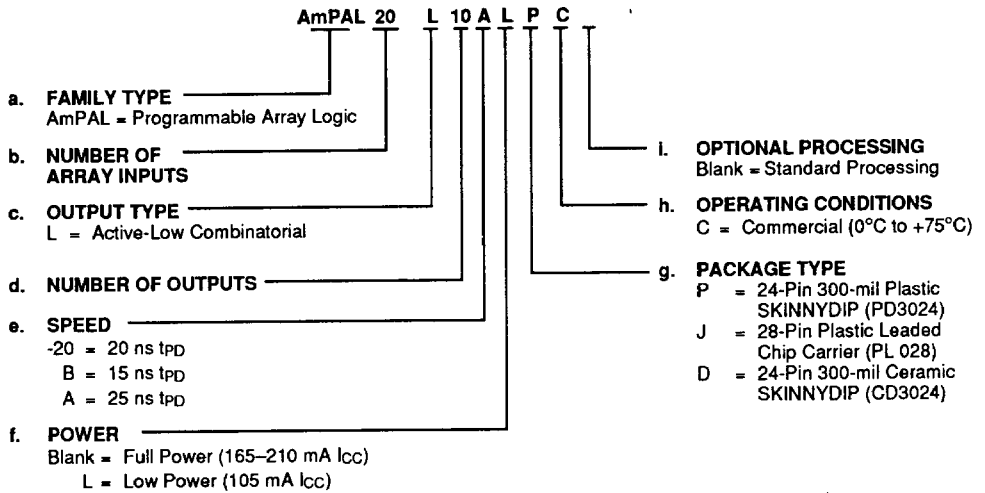 AmPAL 20 L 10 A L P C
a. FAMILY TYPE
AmPAL = Programmable Array Logic
b. NUMBER OF
ARRAY INPUTS
c. OUTPUT TYPE
L = Active-Low Combinatorial
d. NUMBER OF OUTPUTS
e. SPEED
-20 = 20 ns tPD
B = 15 ns tPD
A = 25 ns tPD
f. POWER
Blank = Full Power (165–210 mA ICC)
L = Low Power (105 mA ICC)
i. OPTIONAL PROCESSING
Blank = Standard Processing
h. OPERATING CONDITIONS
C = Commercial (0°C to +75°C)
g. PACKAGE TYPE
P = 24-Pin 300-mil Plastic
SKINNYDIP (PD3024)
J = 28-Pin Plastic Leaded
Chip Carrier (PL 028)
D = 24-Pin 300-mil Ceramic
SKINNYDIP (CD3024)